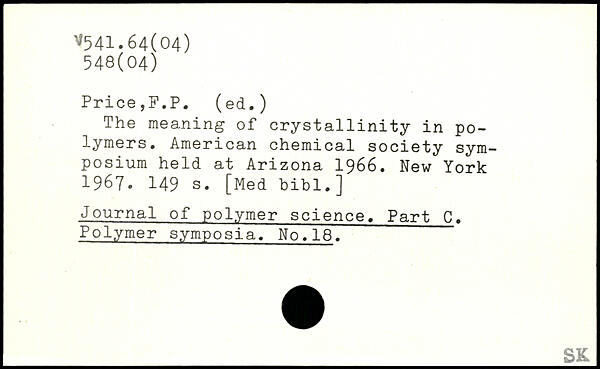 √541.64(04)
548(04)
Price,F.P. (ed.)
The meaning of crystallinity in po-
lymers. American chemical society sym-
posium held at Arizona 1966. New York
1967. 149 s. [Med bibl.]
Journal of polymer science. Part C.
Polymer symposia. No.18.
SK